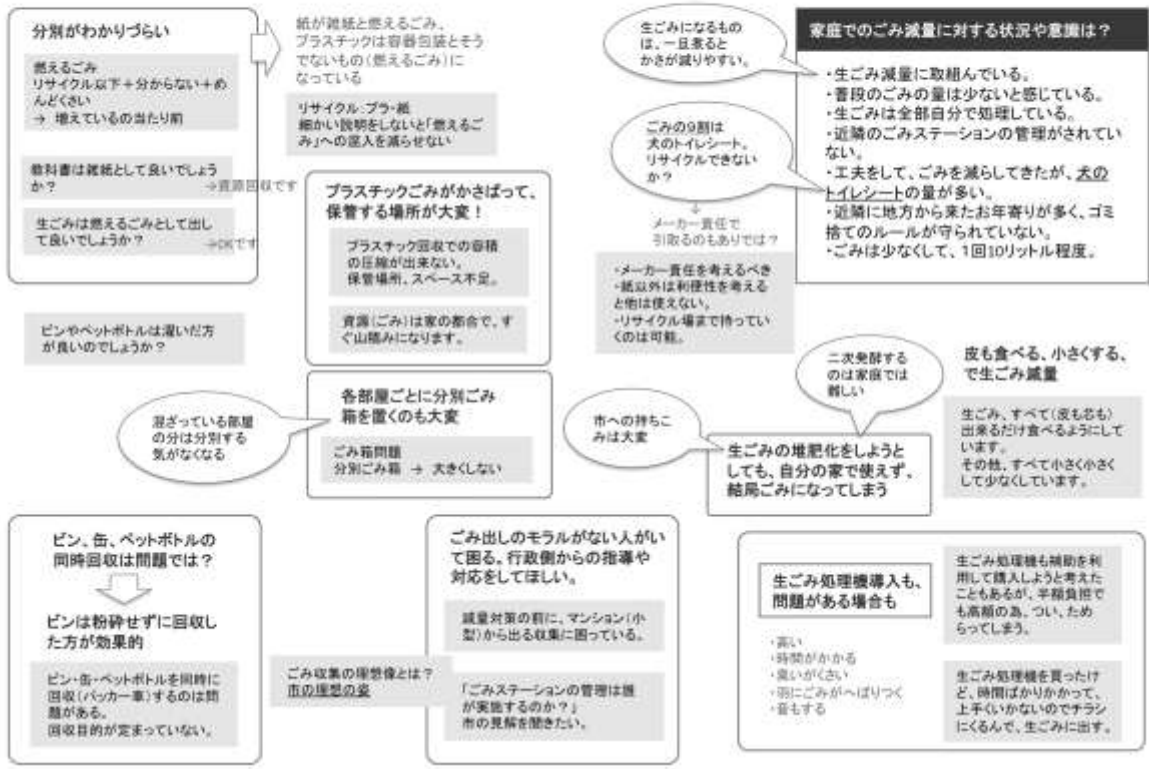 分別がわかりづらい
燃えるごみ
リサイクル以下＋分からない＋め
んどくさい
→ 増えているの当たり前
教科書は雑紙として良いでしょう
か？
→資源回収です
生ごみは燃えるごみとして出し
て良いでしょうか？
→OKです
ビンやペットボトルは濯いだ方
が良いのでしょうか？
紙が雑紙と燃えるごみ、
プラスチックは容器包装とそう
でないもの（燃えるごみ）に
なっている
リサイクル：プラ・紙
細かい説明をしないと「燃えるご
み」への混入を減らせない
プラスチックごみがかさばって、
保管する場所が大変！
プラスチック回収での容積
の圧縮が出来ない。
保管場所、スペース不足。
資源（ごみ）は家の都合で、す
ぐ山積みになります。
各部屋ごとに分別ごみ
箱を置くのも大変
ごみ箱問題
分別ごみ箱 → 大きくしない
混ざっている部屋
の分は分別する
気がなくなる
生ごみになるもの
は、一旦煮ると
かさが減りやすい。
ごみの9割は
犬のトイレシート。
リサイクルできない
か？
メーカー責任で
引取るのもありでは？
・メーカー責任を考えるべき
・紙以外は利便性を考える
と他は使えない。
・リサイクル場まで持ってい
くのは可能。
家庭でのごみ減量に対する状況や意識は？
・生ごみ減量に取組んでいる。
・普段のごみの量は少ないと感じている。
・生ごみは全部自分で処理している。
・近隣のごみステーションの管理がされてい
ない。
・工夫をして、ごみを減らしてきたが、犬の
トイレシートの量が多い。
・近隣に地方から来たお年寄りが多く、ゴミ
捨てのルールが守られていない。
・ごみは少なくして、1回10リットル程度。
二次発酵する
のは家庭では
難しい
市への持ちこ
みは大変
生ごみの堆肥化をしようと
しても、自分の家で使えず、
結局ごみになってしまう
皮も食べる、小さくする、
で生ごみ減量
生ごみ、すべて（皮も芯も）
出来るだけ食べるようにして
います。
その他、すべて小さく小さく
して少なくしています。
ビン、缶、ペットボトルの
同時回収は問題では？
ビンは粉砕せずに回収し
た方が効果的
ビン・缶・ペットボトルを同時に
回収（パッカー車）するのは問
題がある。
回収目的が定まっていない。
ごみ収集の理想像とは？
市の理想の姿
ごみ出しのモラルがない人がい
て困る。行政側からの指導や
対応をしてほしい。
減量対策の前に、マンション（小
型）から出る収集に困っている。
「ごみステーションの管理は誰
が実施するのか？」
市の見解を聞きたい。
生ごみ処理機導入も、
問題がある場合も
・高い
・時間がかかる
・臭いがくさい
・羽にごみがへばりつく
・音もする
生ごみ処理機も補助を利
用して購入しようと考えた
こともあるが、半額負担で
も高額の為、つい、ため
らってしまう。
生ごみ処理機を買ったけ
ど、時間ばかりかかって、
上手くいかないのでチラシ
にくるんで、生ごみに出す。